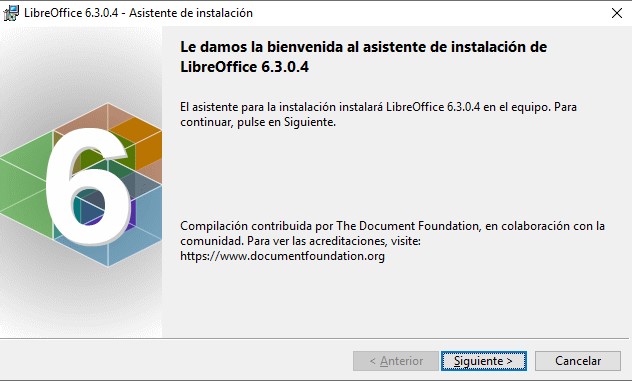 LibreOffice 6.3.0.4 - Asistente de instalación
Le damos la bienvenida al asistente de instalación de
LibreOffice 6.3.0.4
El asistente para la instalación instalará LibreOffice 6.3.0.4 en el equipo. Para
continuar, pulse en Siguiente.
6
Compilación contribuida por The Document Foundation, en colaboración con la
comunidad. Para ver las acreditaciones, visite:
https://www.documentfoundation.org
< Anterior
Siguiente >
Cancelar